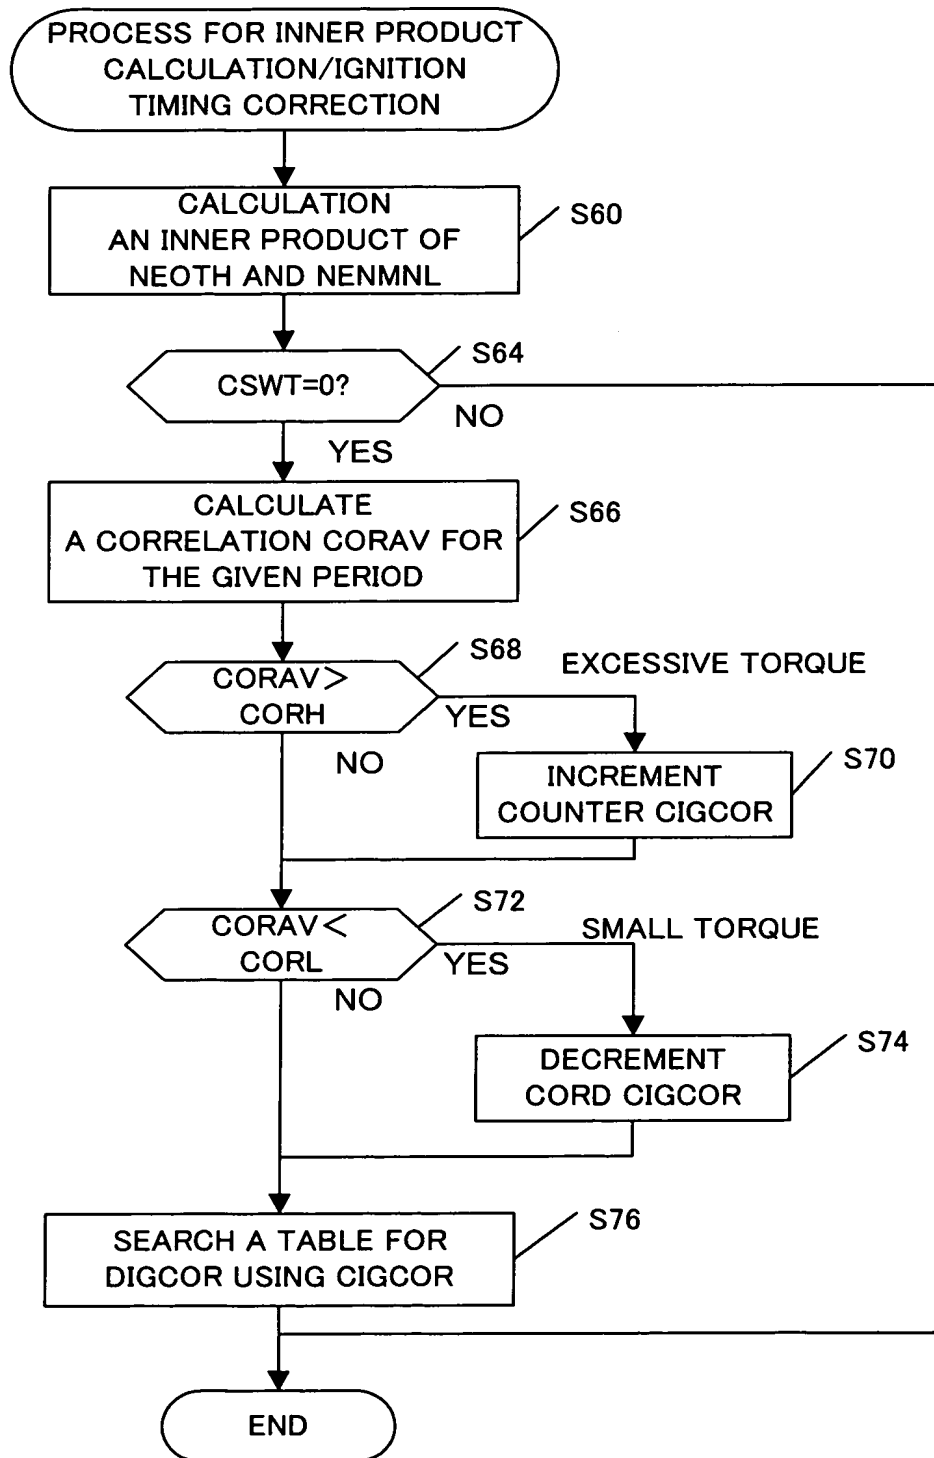 PROCESS FOR INNER PRODUCT
CALCULATION/IGNITION
TIMING CORRECTION
CALCULATION
AN INNER PRODUCT OF
NEOTH AND NENMNL
S60
CSWT=0?
S64
NO
YES
CALCULATE
A CORRELATION CORAV FOR
THE GIVEN PERIOD
S66
CORAV>
CORH
S68
YES
NO
EXCESSIVE TORQUE
INCREMENT
COUNTER CIGCOR
S70
CORAV<
CORL
S72
YES
NO
SMALL TORQUE
DECREMENT
CORD CIGCOR
S74
SEARCH A TABLE FOR
DIGCOR USING CIGCOR
S76
END